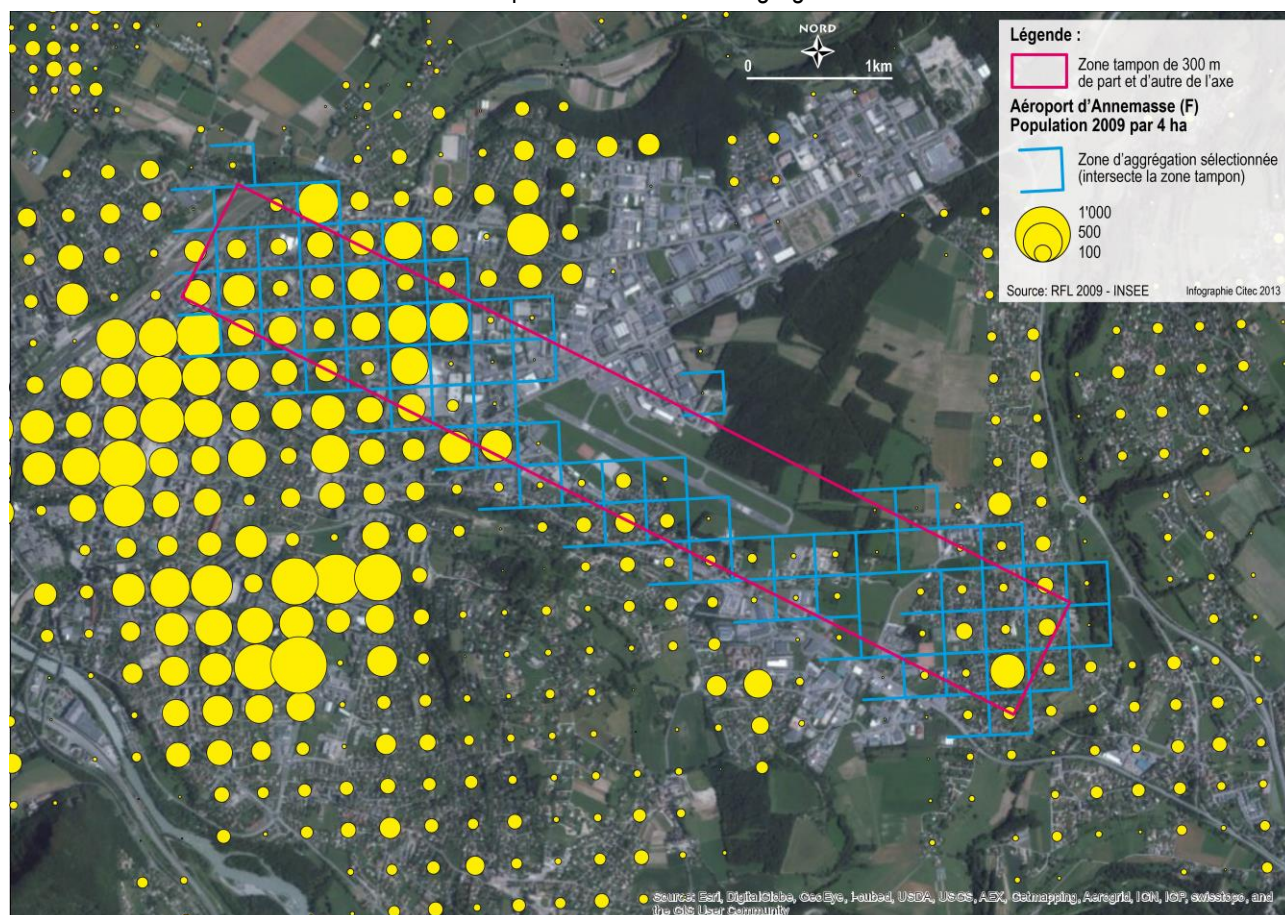 NORD
0 1km
Légende :
Zone tampon de 300 m
de part et d'autre de l'axe
Aéroport d'Annemasse (F)
Population 2009 par 4 ha
Zone d'aggrégation sélectionnée
(intersecte la zone tampon)
1'000
500
100
Source: RFL 2009 - INSEE Infographie Citec 2013
Source: Esri, DigitalGlobe, GeoEye, i-cubed, USDA, USGS, AEX, Getmapping, Aerogrid, IGN, IGP, swisstopo, and
the GIS User Community